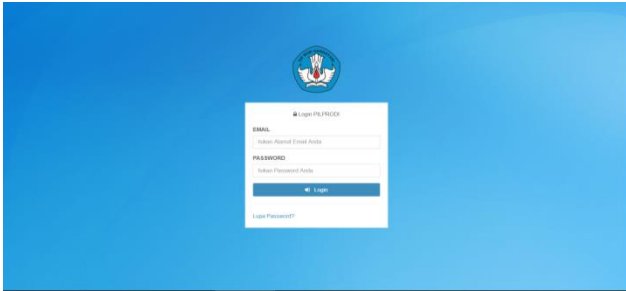 Login PILPRODI
EMAIL
Isikan Alamat Email Anda
PASSWORD
Isikan Password Anda
Login
Lupa Password?